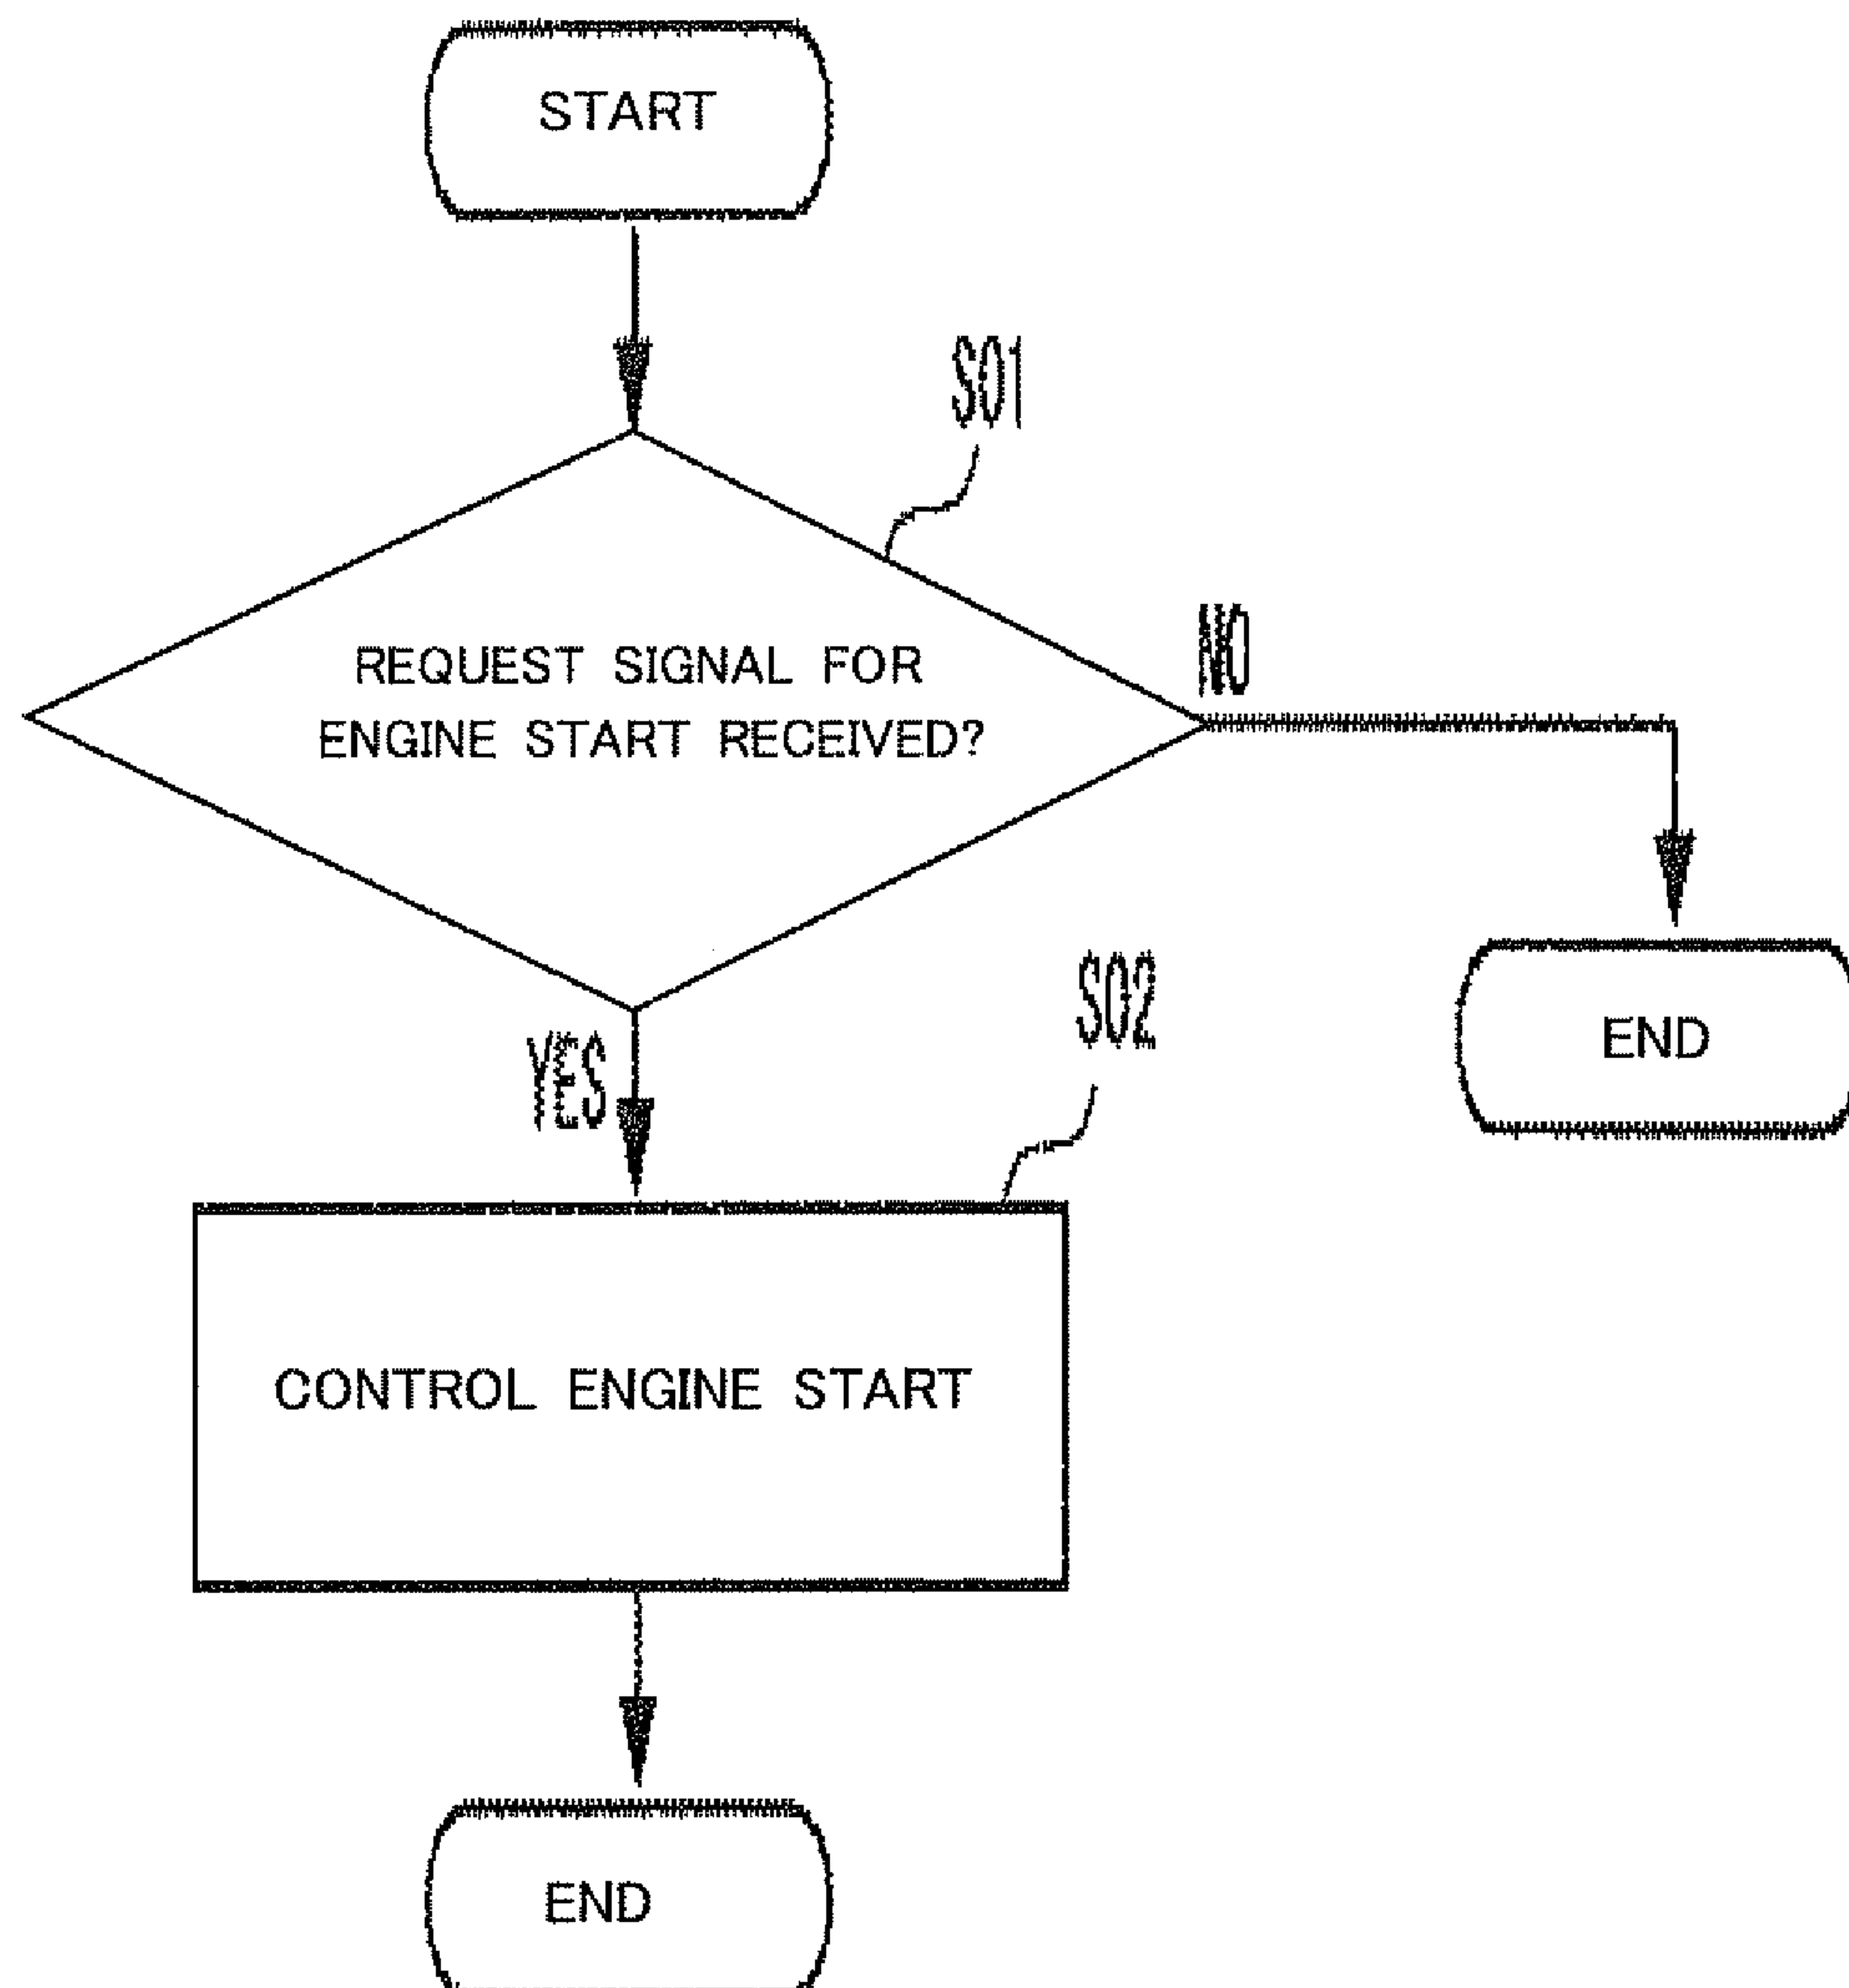 START
S01
REQUEST SIGNAL FOR
ENGINE START RECEIVED?
NO
YES
S02
END
CONTROL ENGINE START
END